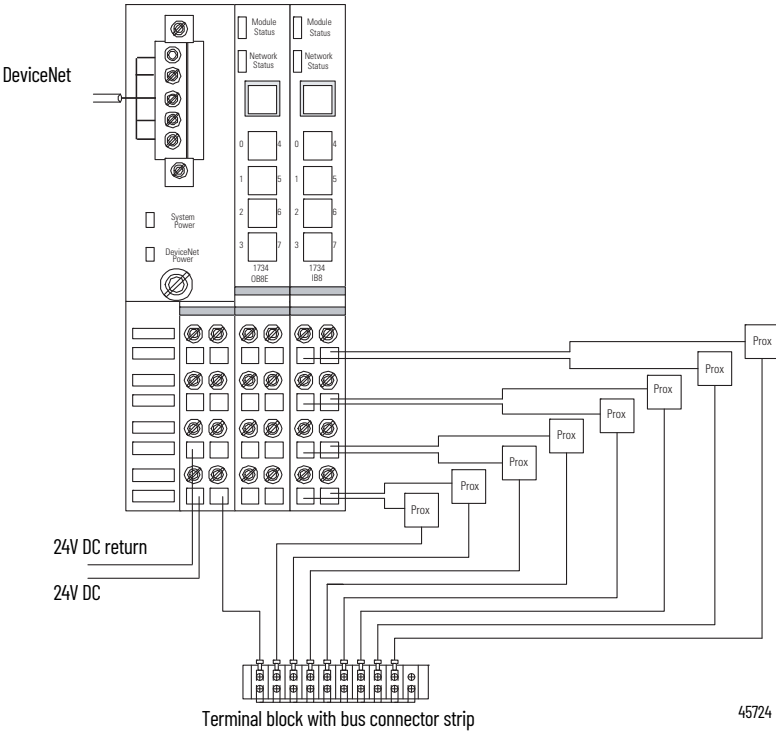 DeviceNet
Module
Status
Module
Status
Network
Status
Network
Status
0
4
0
4
1
5
1
5
2
6
2
6
3
7
3
7
System
Power
DeviceNet
Power
1734
OB8E
1734
IB8
Prox
Prox
Prox
Prox
Prox
Prox
Prox
Prox
24V DC return
24V DC
Terminal block with bus connector strip
45724